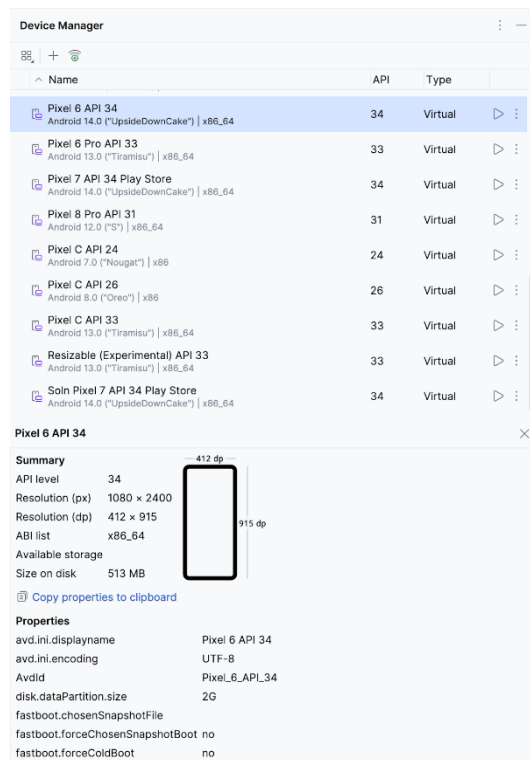 Device Manager
Name API Type
Pixel 6 API 34
Android 14.0 ("UpsideDownCake") | x86_64
34 Virtual
Pixel 6 Pro API 33
Android 13.0 ("Tiramisu") | x86_64
33 Virtual
Pixel 7 API 34 Play Store
Android 14.0 ("UpsideDownCake") | x86_64
34 Virtual
Pixel 8 Pro API 31
Android 12.0 ("S") | x86_64
31 Virtual
Pixel C API 24
Android 7.0 ("Nougat") | x86
24 Virtual
Pixel C API 26
Android 8.0 ("Oreo") | x86
26 Virtual
Pixel C API 33
Android 13.0 ("Tiramisu") | x86_64
33 Virtual
Resizable (Experimental) API 33
Android 13.0 ("Tiramisu") | x86_64
33 Virtual
Soln Pixel 7 API 34 Play Store
Android 14.0 ("UpsideDownCake") | x86_64
34 Virtual
Pixel 6 API 34
Summary
API level 34
Resolution (px) 1080 × 2400
Resolution (dp) 412 × 915
ABI list x86_64
Available storage
Size on disk 513 MB
412 dp
915 dp
Copy properties to clipboard
Properties
avd.ini.displayname Pixel 6 API 34
avd.ini.encoding UTF-8
AvdId Pixel_6_API_34
disk.dataPartition.size 2G
fastboot.chosenSnapshotFile
fastboot.forceChosenSnapshotBoot no
fastboot.forceColdBoot no